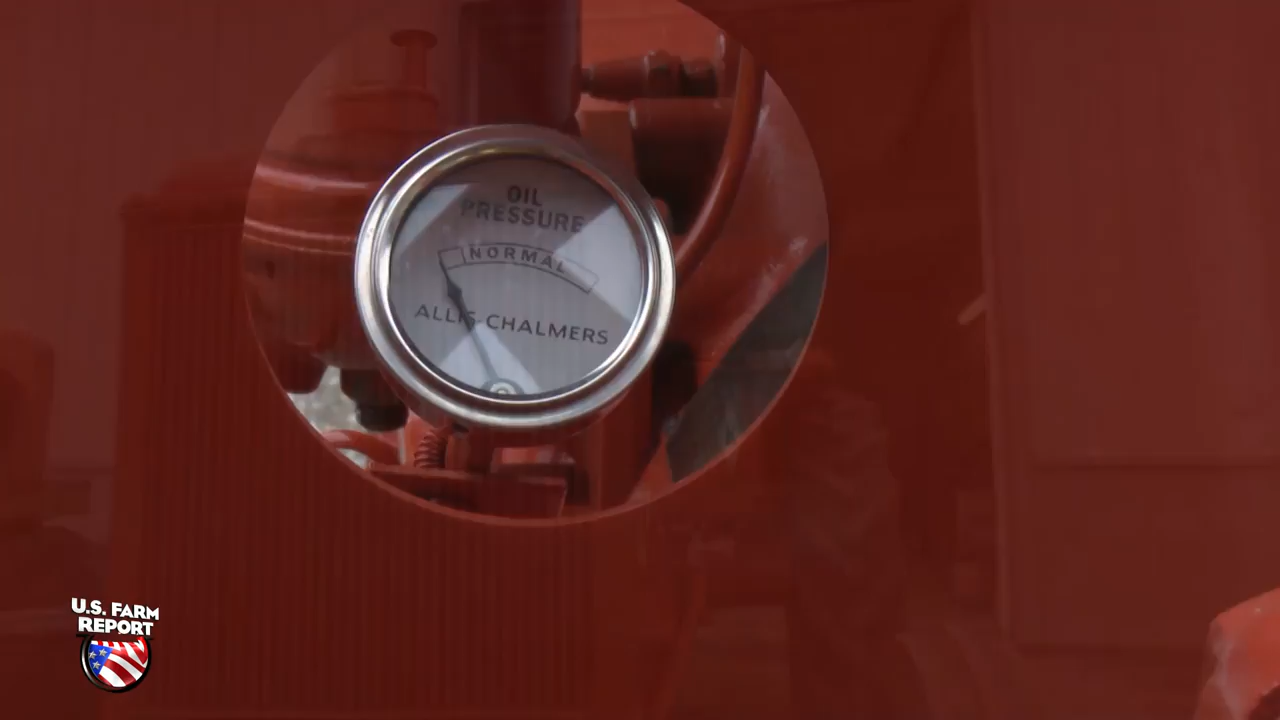 OIL
PRESSURE
NORMAL
ALLIS-CHALMERS
U.S. FARM
REPORT